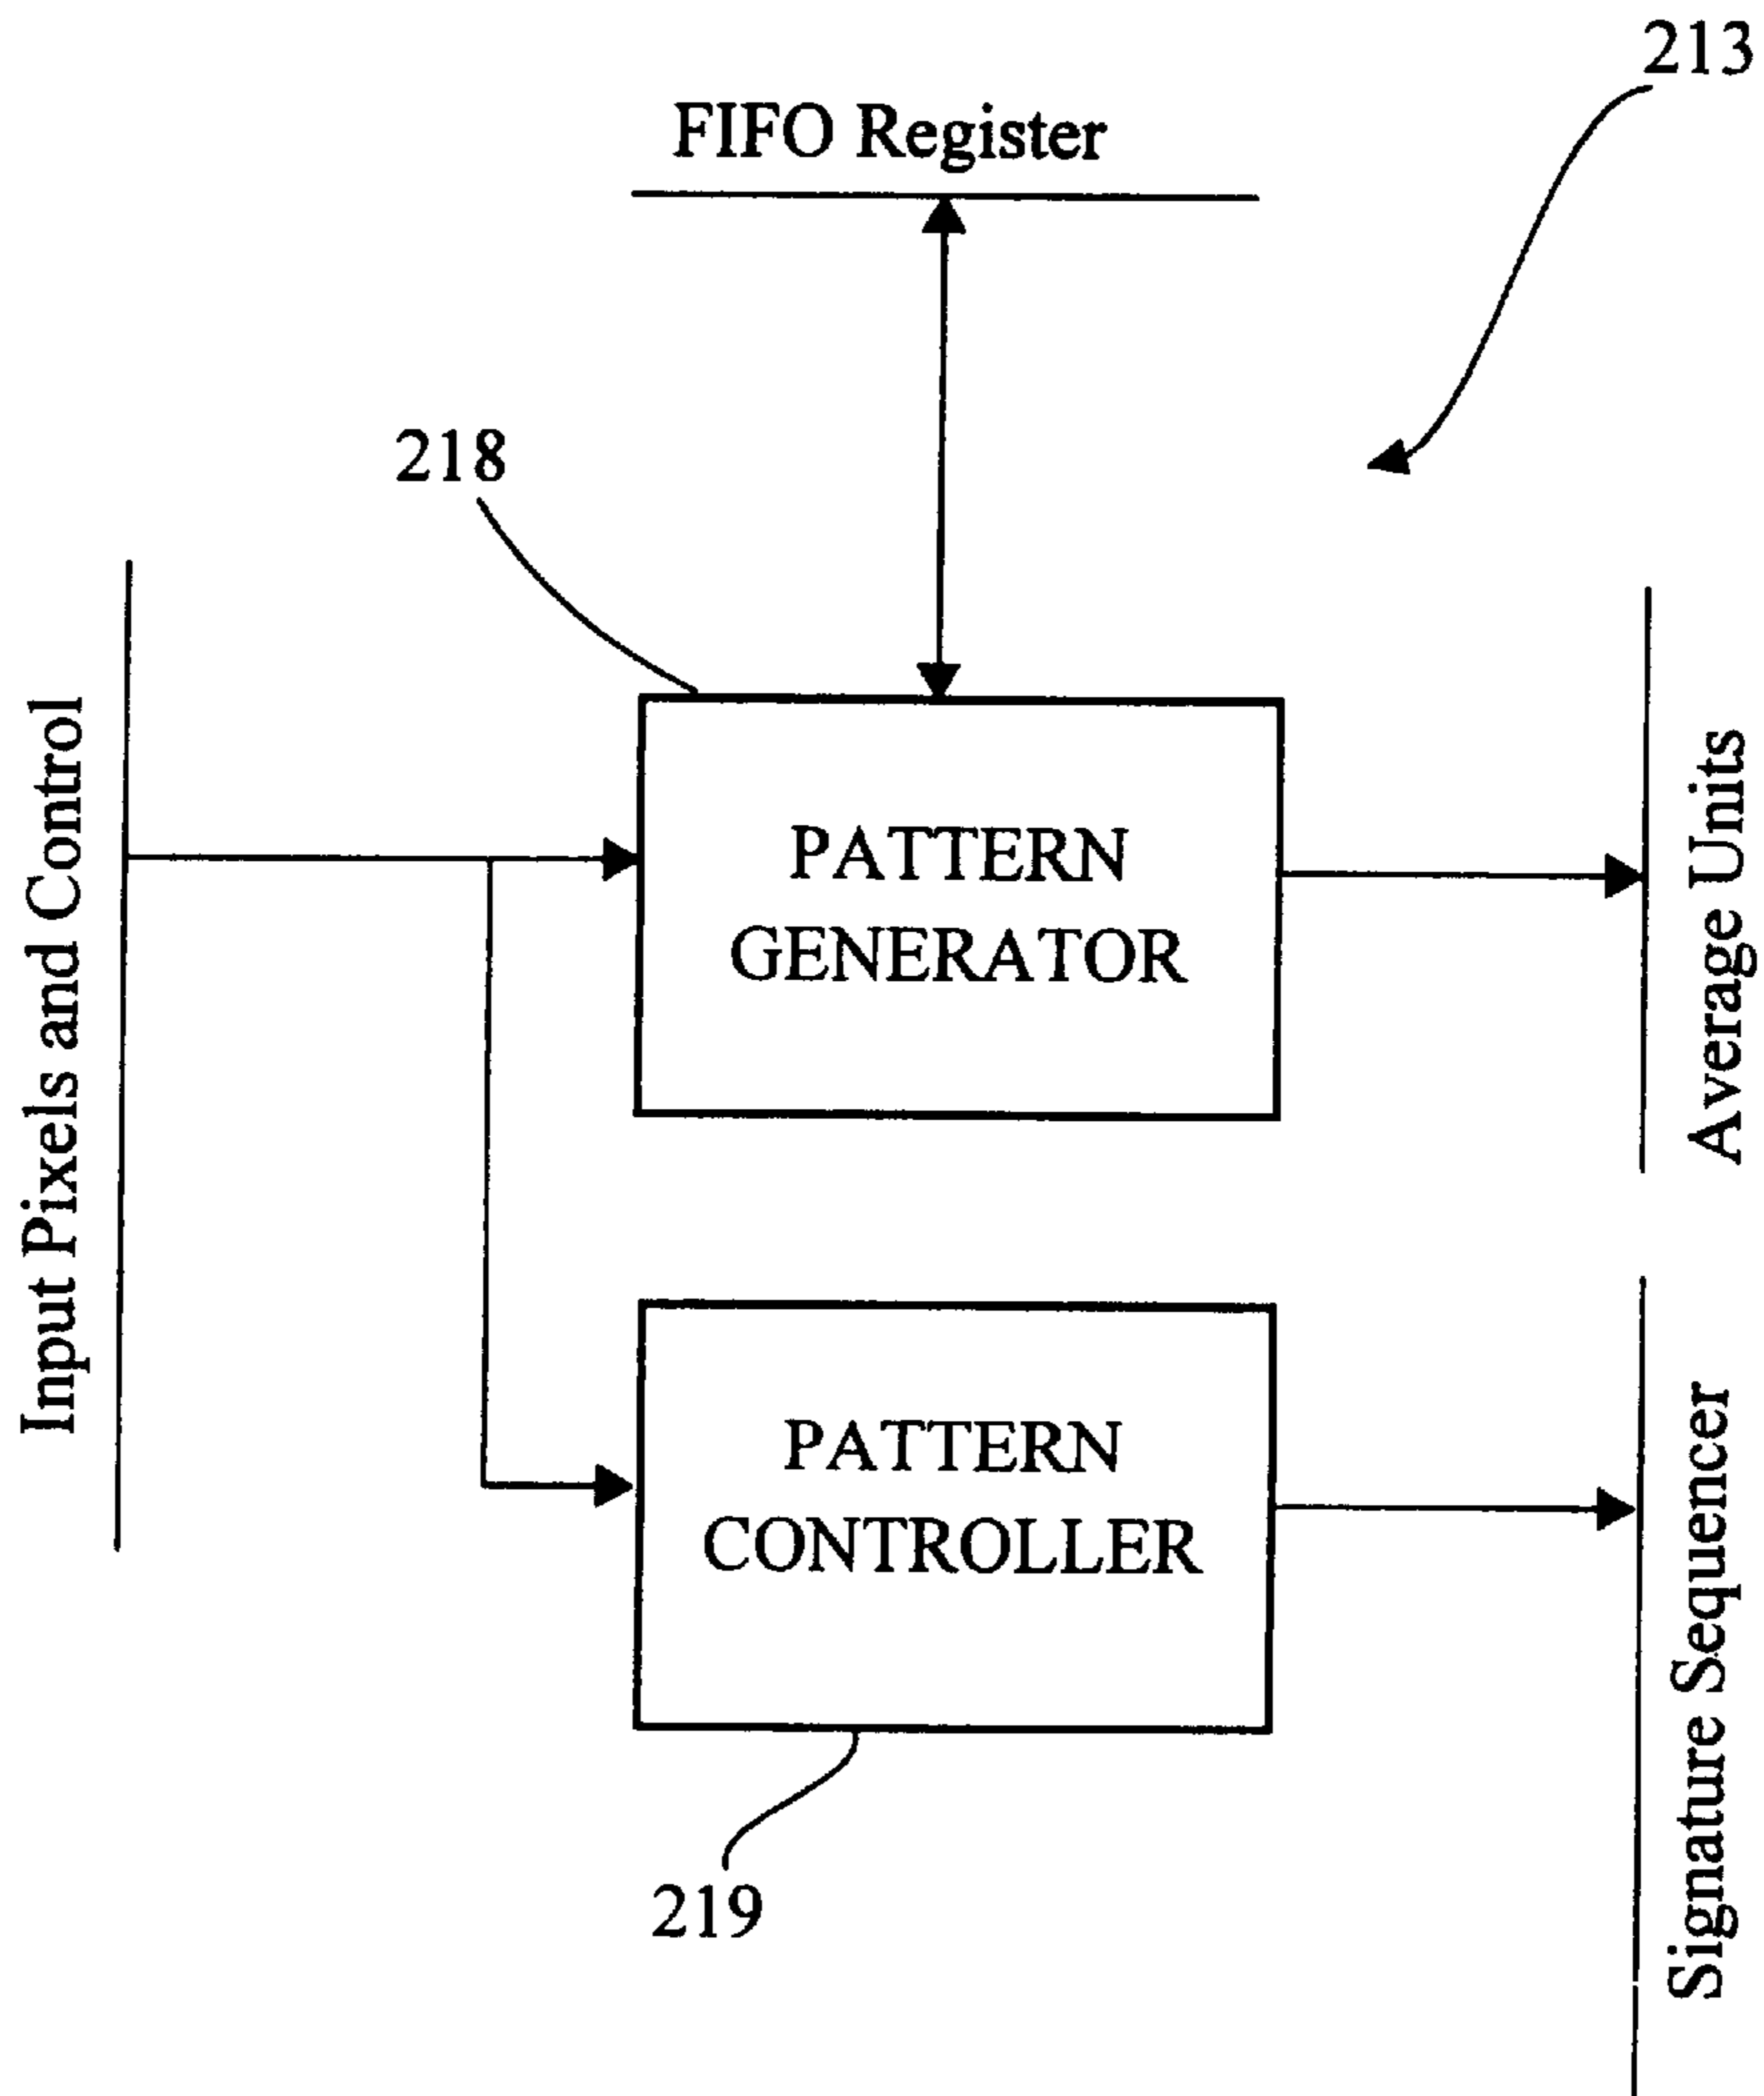 213
FIFO Register
218
Input Pixels and Control
PATTERN
GENERATOR
Average Units
PATTERN
CONTROLLER
Signature Sequencer
219